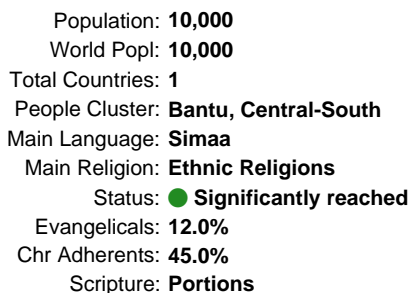 Population: 10,000
World Popl: 10,000
Total Countries: 1
People Cluster: Bantu, Central-South
Main Language: Simaa
Main Religion: Ethnic Religions
Status: Significantly reached
Evangelicals: 12.0%
Chr Adherents: 45.0%
Scripture: Portions